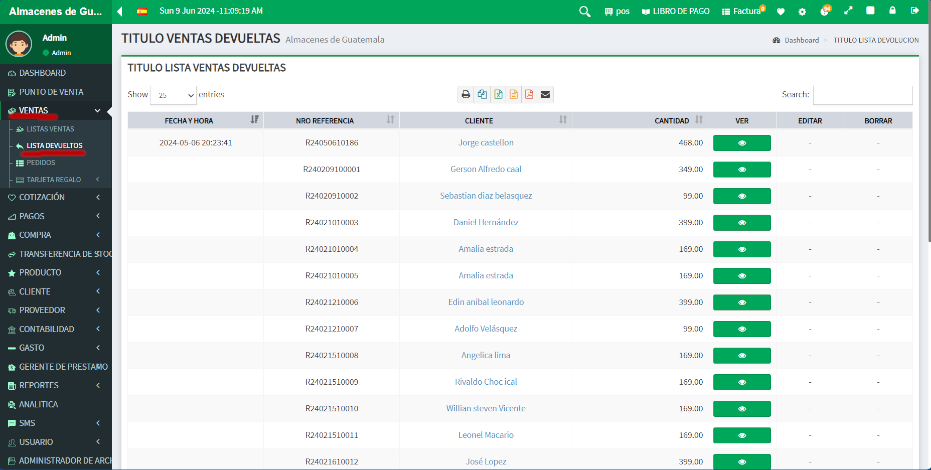 Almacenes de Gu...
Sun 9 Jun 2024 -11:09:19 AM
pos
LIBRO DE PAGO
Factura
Admin
Admin
DASHBOARD
PUNTO DE VENTA
VENTAS
LISTAS VENTAS
LISTA DEVUELTOS
PEDIDOS
TARJETA REGALO
COTIZACIÓN
PAGOS
COMPRA
TRANSFERENCIA DE STOC
PRODUCTO
CLIENTE
PROVEEDOR
CONTABILIDAD
GASTO
GERENTE DE PRESTAMO
REPORTES
ANALITICA
SMS
USUARIO
ADMINISTRADOR DE ARCH
TITULO VENTAS DEVUELTAS Almacenes de Guatemala
Dashboard TITULO LISTA DEVOLUCION
TITULO LISTA VENTAS DEVUELTAS
Show 25 entries
Search:
FECHA Y HORA NRO REFERENCIA CLIENTE CANTIDAD VER EDITAR BORRAR
2024-05-06 20:23:41 R24050610186 Jorge castellon 468.00 - -
R240209100001 Gerson Alfredo caal 349.00 - -
R24020910002 Sebastian diaz belasquez 99.00 - -
R24021010003 Daniel Hernández 399.00 - -
R24021010004 Amalia estrada 169.00 - -
R24021010005 Amalia estrada 169.00 - -
R24021210006 Edin anibal leonardo 399.00 - -
R24021210007 Adolfo Velásquez 99.00 - -
R24021510008 Angelica lima 169.00 - -
R24021510009 Rivaldo Choc ical 169.00 - -
R24021510010 Willian steven Vicente 169.00 - -
R24021510011 Leonel Macario 169.00 - -
R24021610012 José Lopez 399.00 - -